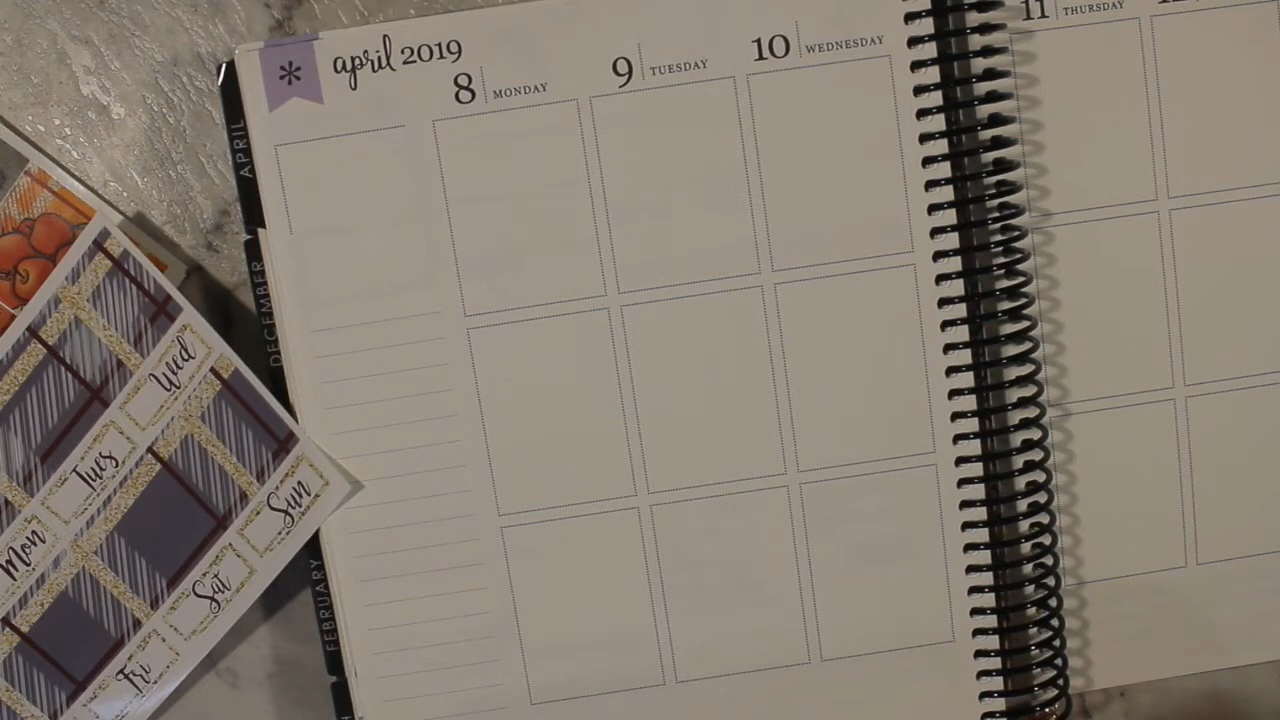 * april 2019
8 MONDAY
9 TUESDAY
10 WEDNESDAY
11 THURSDAY
APRIL
DECEMBER
FEBRUARY
Mon
Tues
Wed
Fri
Sat
Sun